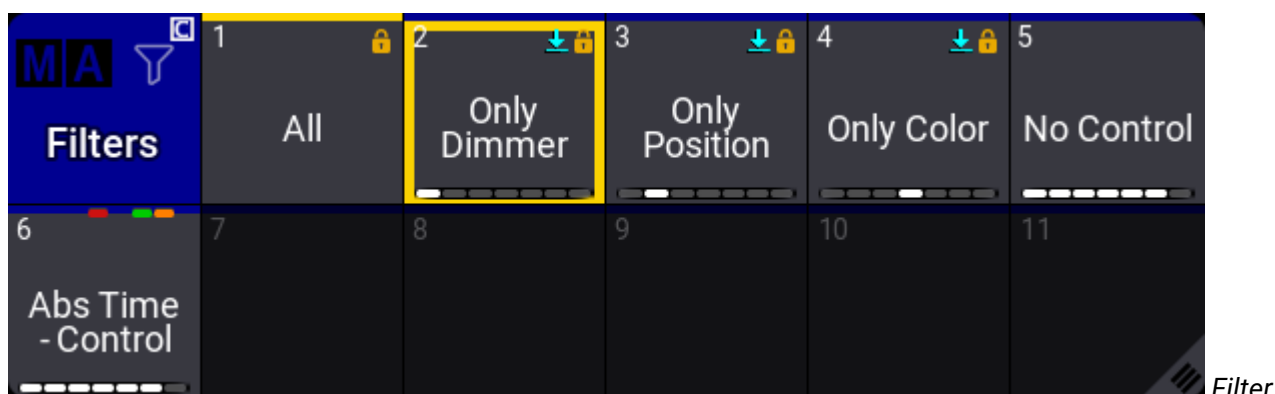 MA
C
Filters
1
All
2
Only
Dimmer
3
Only
Position
4
Only Color
5
No Control
6
Abs Time
- Control
7
8
9
10
11
Filter